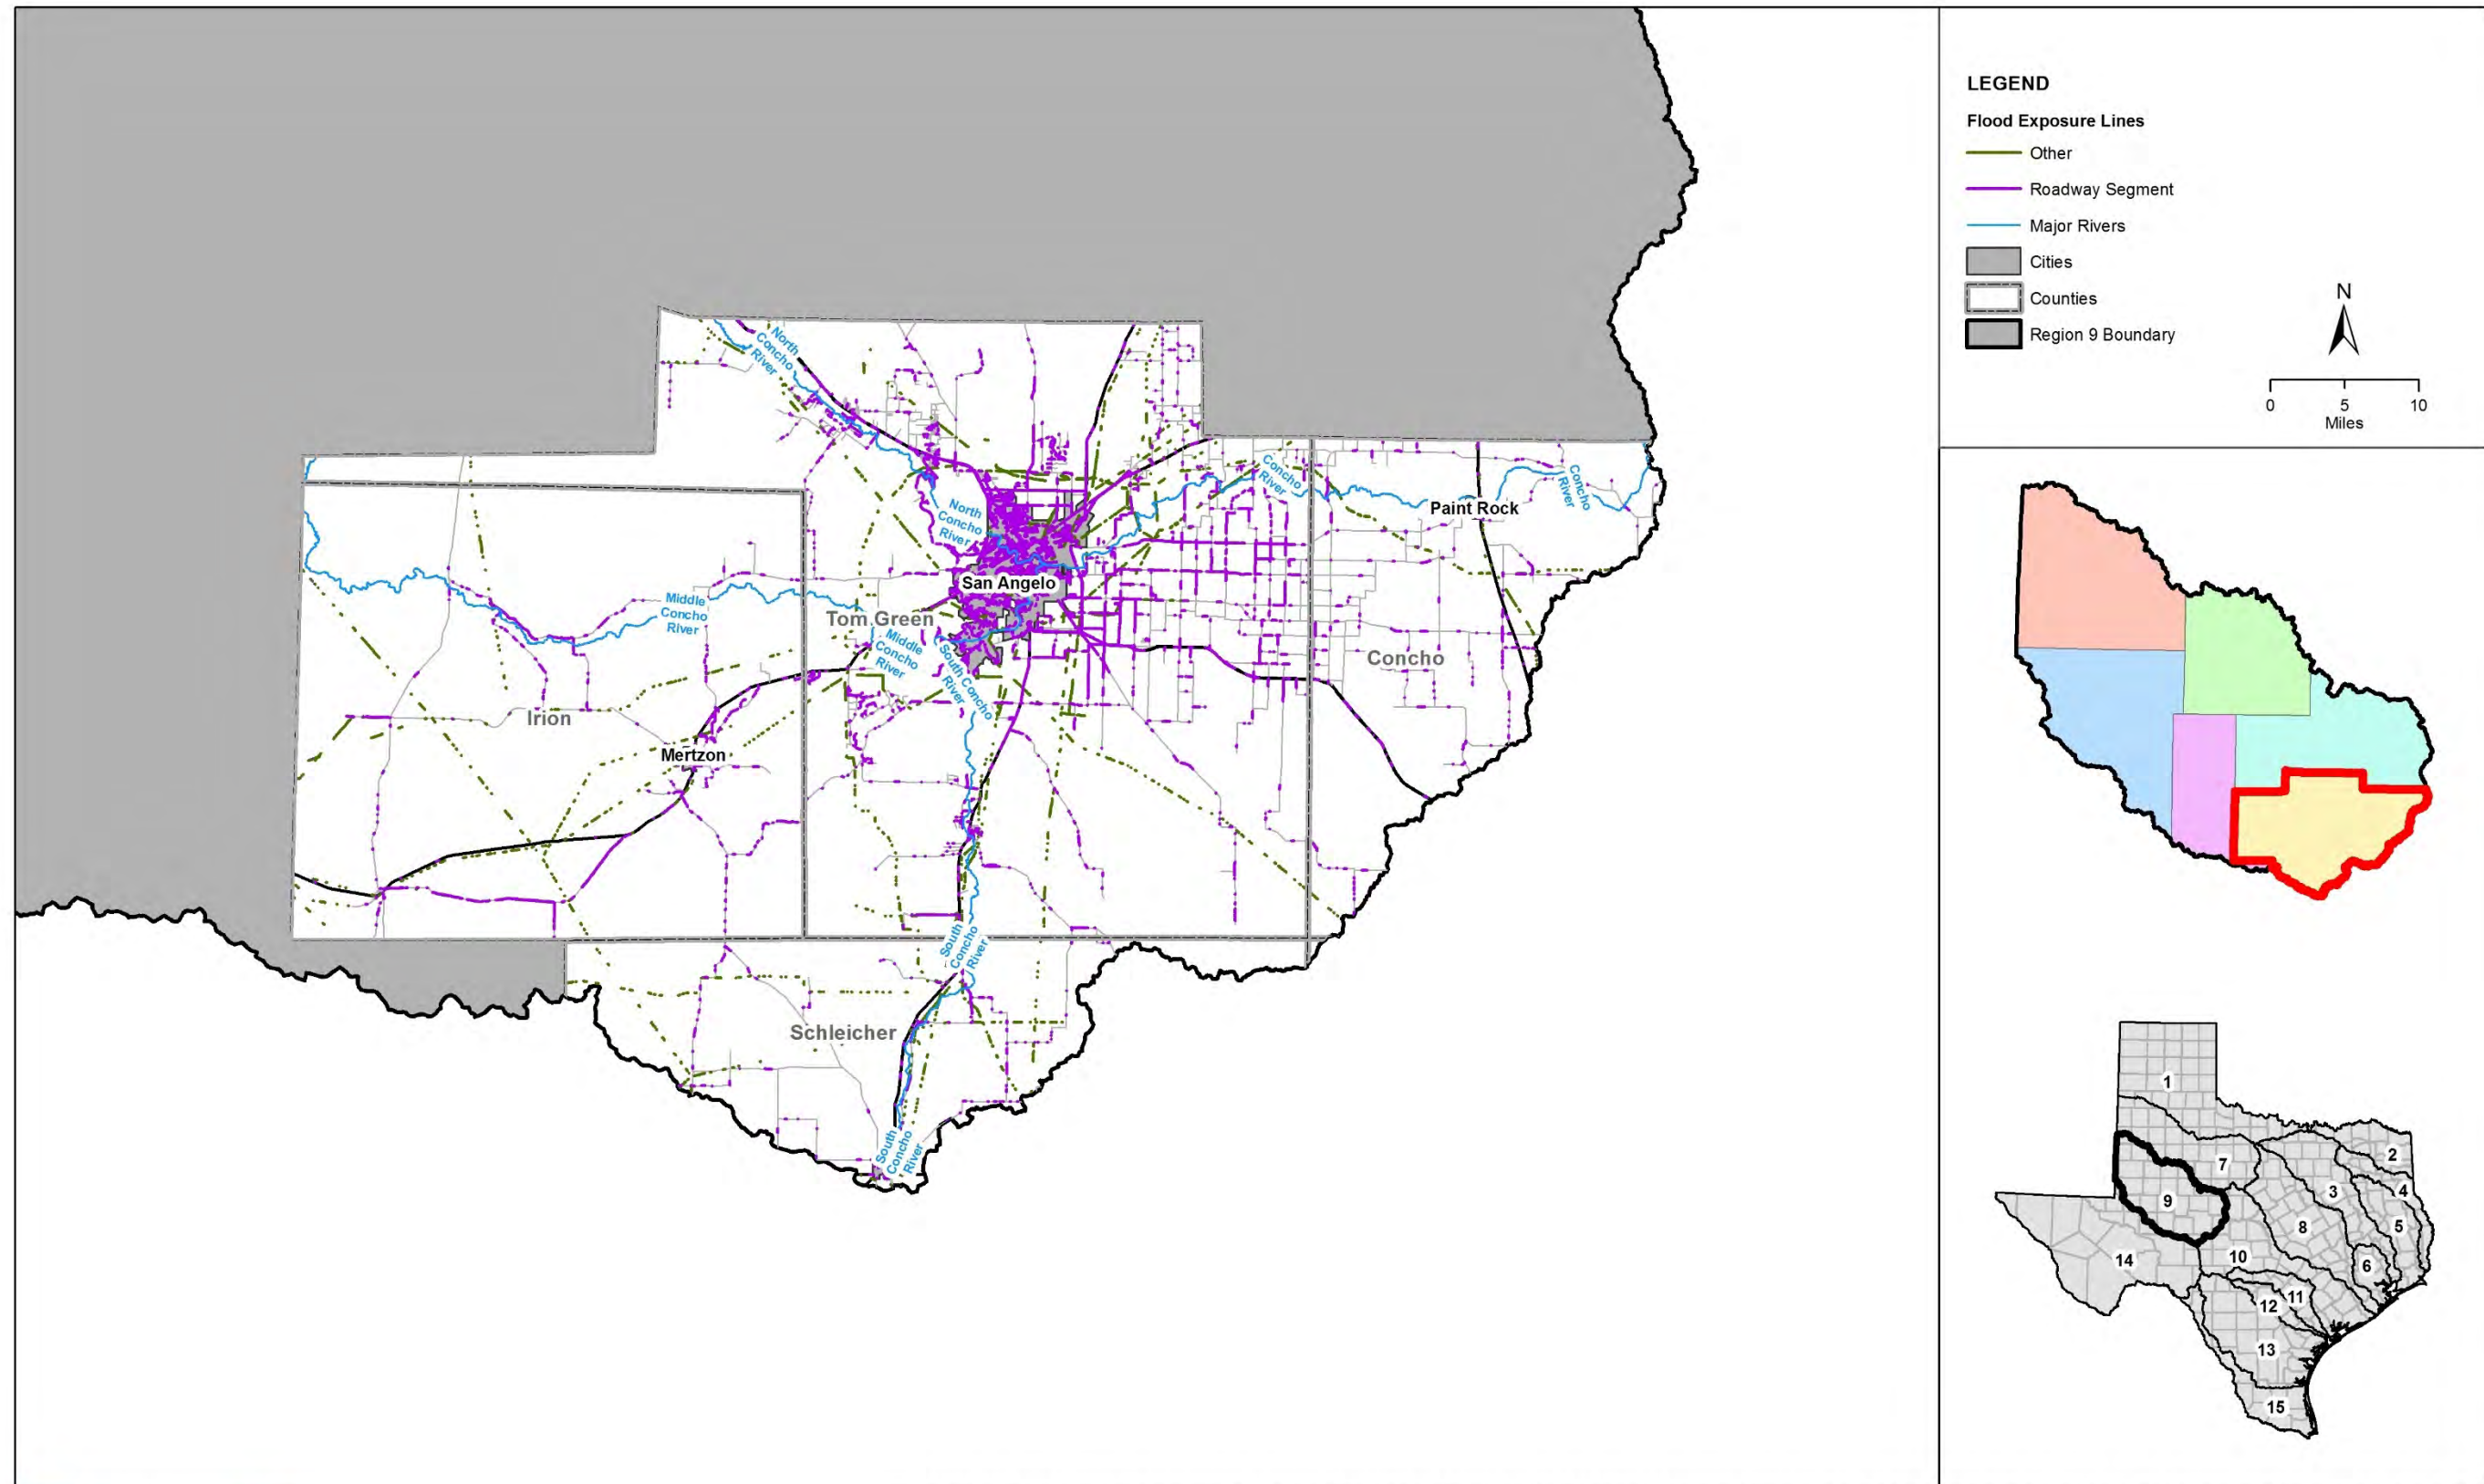 North
Concho
River
North
Concho
River
Concho
River
Concho
River
Paint Rock
San Angelo
Middle
Concho
River
Tom Green
Middle
Concho
River
South Concho
River
Concho
Irion
Mertzon
South
Concho
River
Schleicher
South
Concho
River
LEGEND
Flood Exposure Lines
Other
Roadway Segment
Major Rivers
Cities
Counties
Region 9 Boundary
N
0 5 10
Miles
1
2
7
3
4
9
5
8
10
14
6
11
12
13
15